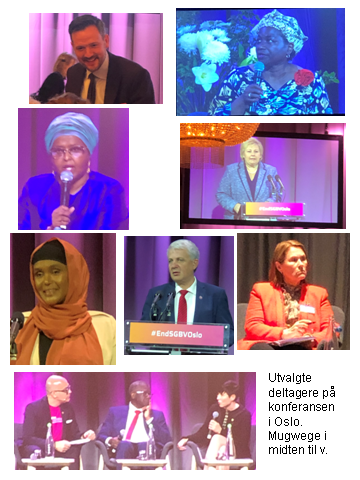 #EndSGBVOslo
#EndSGBVOslo
Utvalgte
deltagere på
konferansen
i Oslo.
Mugwege i
midten til v.